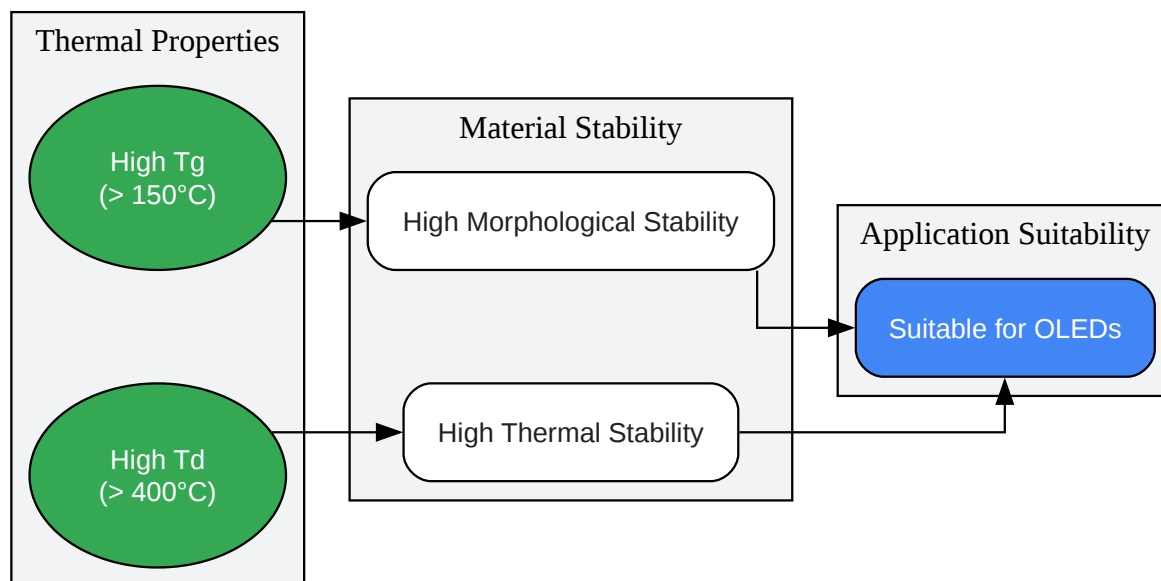 Thermal Properties
High Tg
(> 150°C)
High Td
(> 400°C)
Material Stability
High Morphological Stability
High Thermal Stability
Application Suitability
Suitable for OLEDs